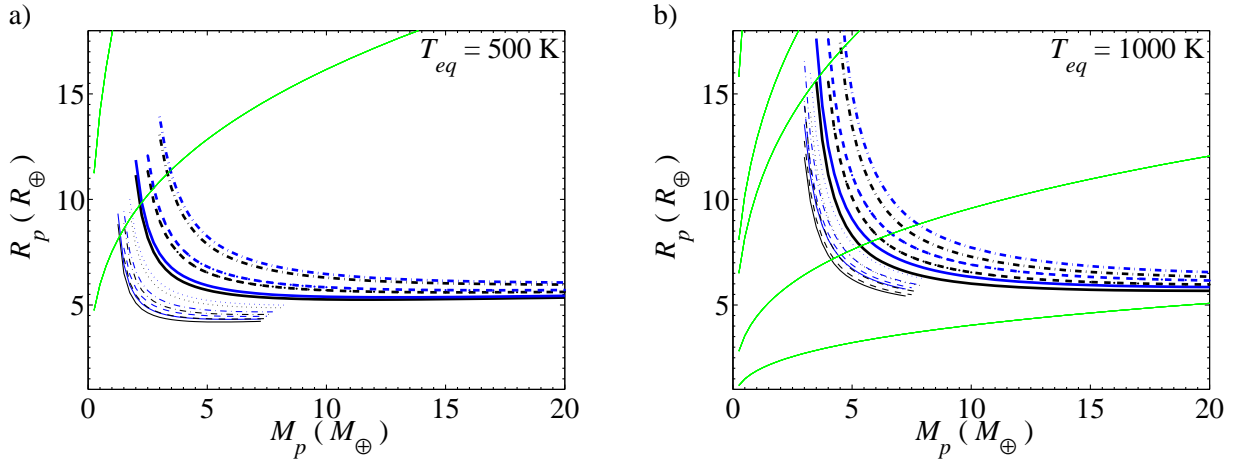 a)
T_eq = 500 K
15
10
5
0 5 10 15 20
R_p ( R_⊕ )
M_p ( M_⊕ )
b)
T_eq = 1000 K
15
10
5
0 5 10 15 20
R_p ( R_⊕ )
M_p ( M_⊕ )